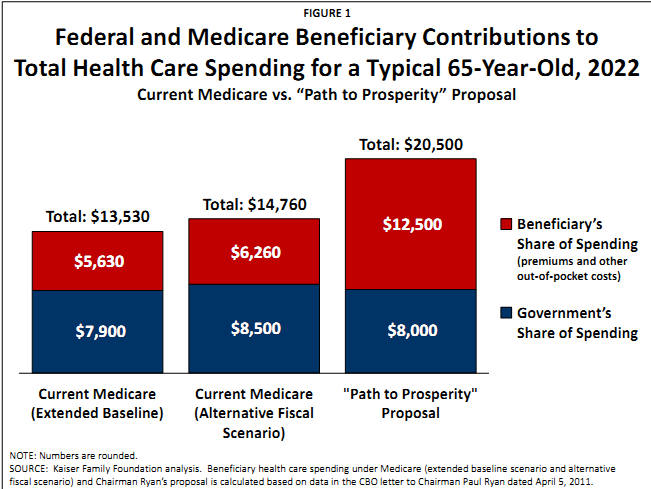 FIGURE 1
Federal and Medicare Beneficiary Contributions to
Total Health Care Spending for a Typical 65-Year-Old, 2022
Current Medicare vs. “Path to Prosperity” Proposal
Total: $20,500
Total: $14,760
Total: $13,530
$12,500
$6,260
$5,630
$7,900
$8,500
$8,000
Beneficiary’s
Share of Spending
(premiums and other
out-of-pocket costs)
Government’s
Share of Spending
Current Medicare
(Extended Baseline)
Current Medicare
(Alternative Fiscal
Scenario)
"Path to Prosperity"
Proposal
NOTE: Numbers are rounded.
SOURCE: Kaiser Family Foundation analysis. Beneficiary health care spending under Medicare (extended baseline scenario and alternative
fiscal scenario) and Chairman Ryan’s proposal is calculated based on data in the CBO letter to Chairman Paul Ryan dated April 5, 2011.